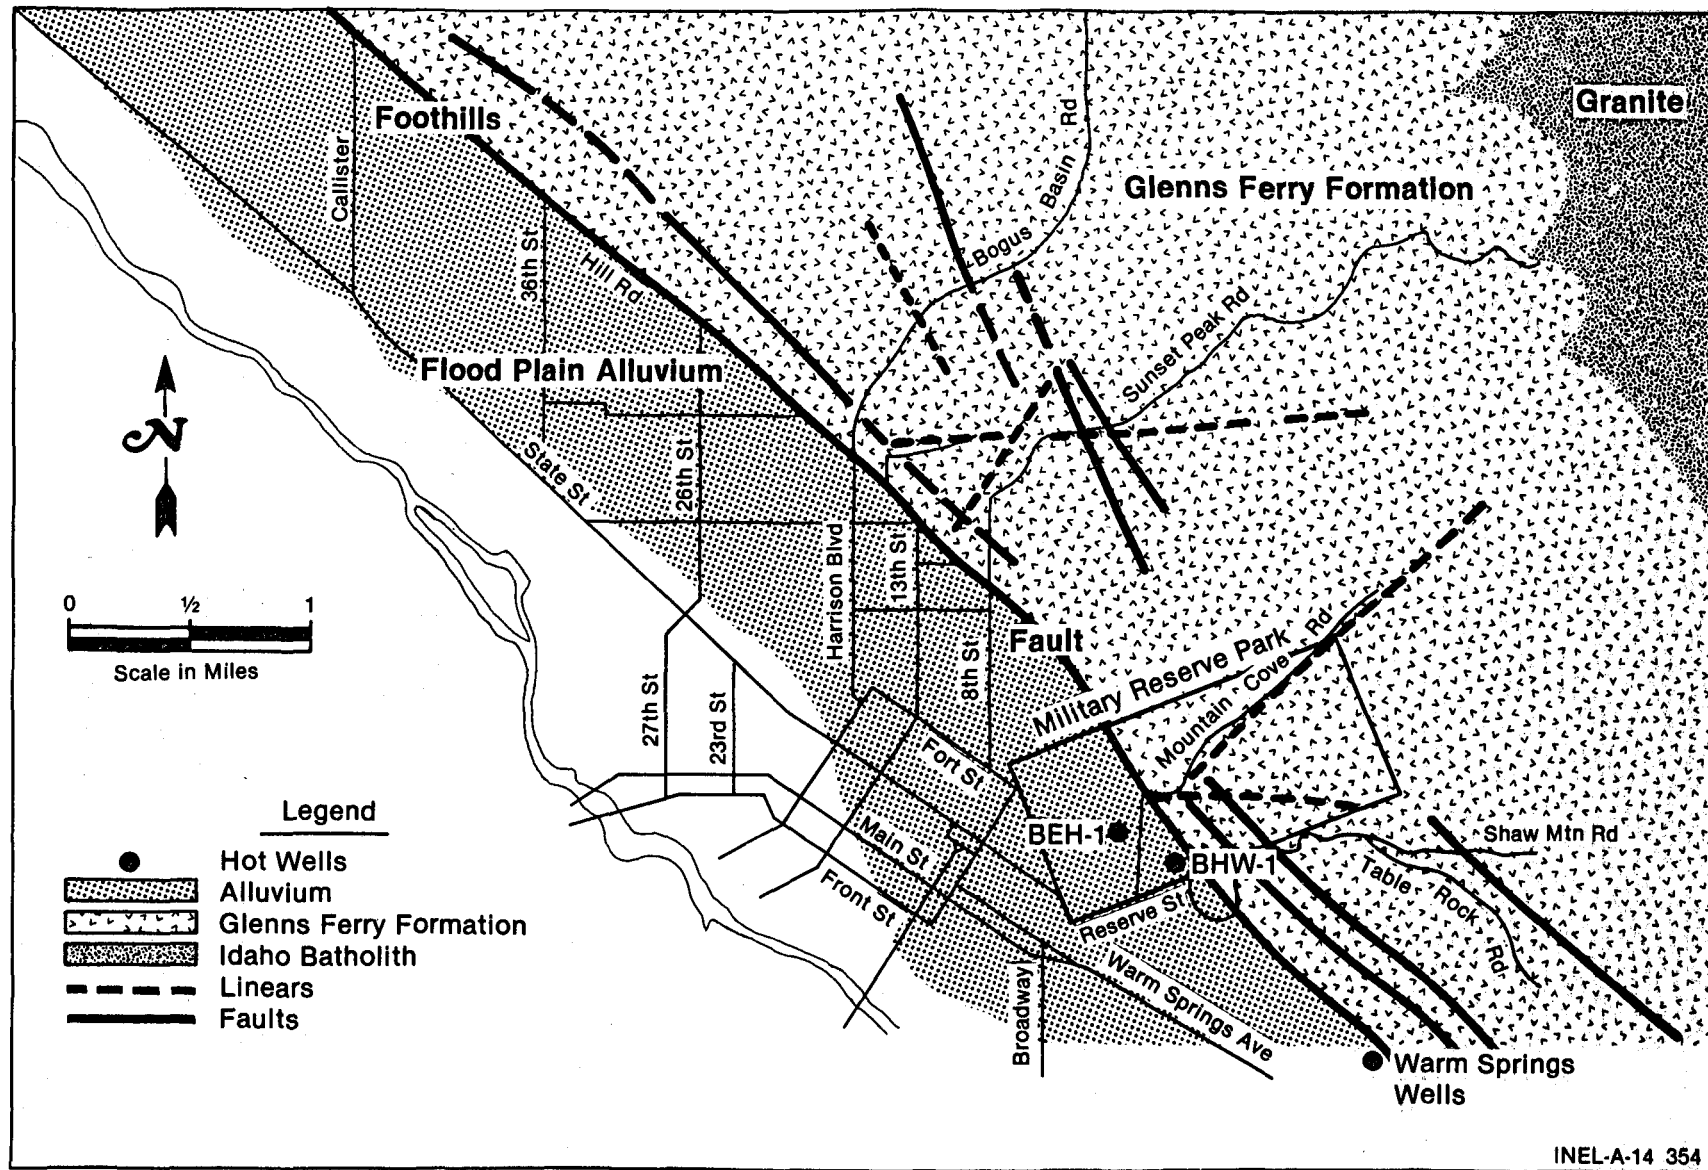 Granite
Foothills
Callister
Bogus Basin Rd
Glenns Ferry Formation
36th St
Hill Rd
Sunset Peak Rd
Flood Plain Alluvium
N
State St
26th St
Harrison Blvd
13th St
0 ½ 1
Scale in Miles
Fault
8th St
Military Reserve Park
Mountain Cove Rd
27th St
23rd St
Fort St
Main St
Front St
BEH-1
BHW-1
Shaw Mtn Rd
Table Rock Rd
Reserve St
Warm Springs Ave
Broadway
Warm Springs
Wells
Legend
Hot Wells
Alluvium
Glenns Ferry Formation
Idaho Batholith
Linears
Faults
INEL-A-14 354